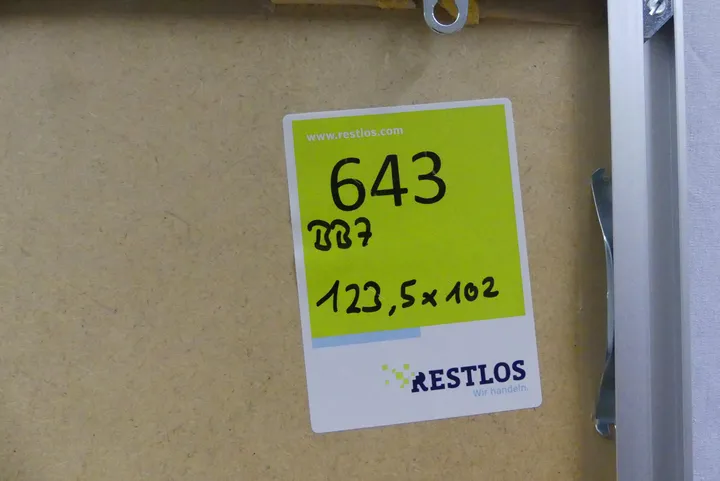 www.restlos.com
643
BB7
123,5x102
RESTLOS
Wir handeln.